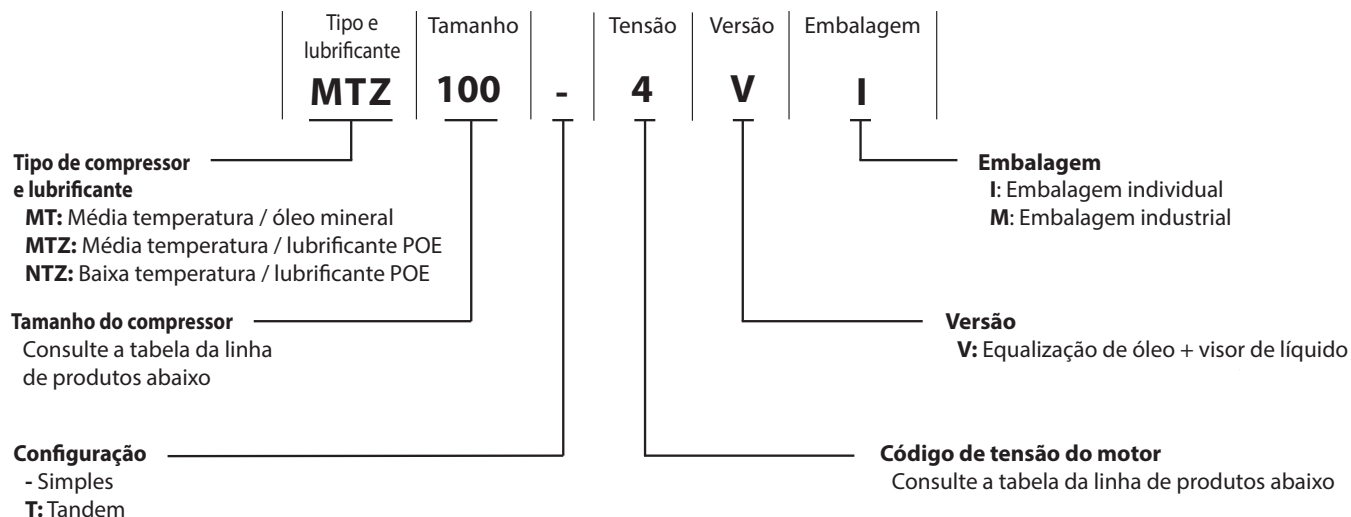 Tipo e
lubrificante
Tamanho
Tensão
Versão
Embalagem
MTZ 100 - 4 V I
Tipo de compressor
e lubrificante
MT: Média temperatura / óleo mineral
MTZ: Média temperatura / lubrificante POE
NTZ: Baixa temperatura / lubrificante POE
Embalagem
I: Embalagem individual
M: Embalagem industrial
Tamanho do compressor
Consulte a tabela da linha
de produtos abaixo
Versão
V: Equalização de óleo + visor de líquido
Configuração
- Simples
T: Tandem
Código de tensão do motor
Consulte a tabela da linha de produtos abaixo